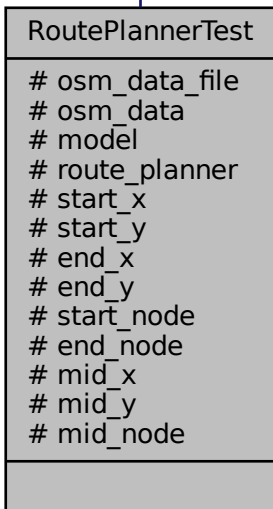 RoutePlannerTest
# osm_data_file
# osm_data
# model
# route_planner
# start_x
# start_y
# end_x
# end_y
# start_node
# end_node
# mid_x
# mid_y
# mid_node